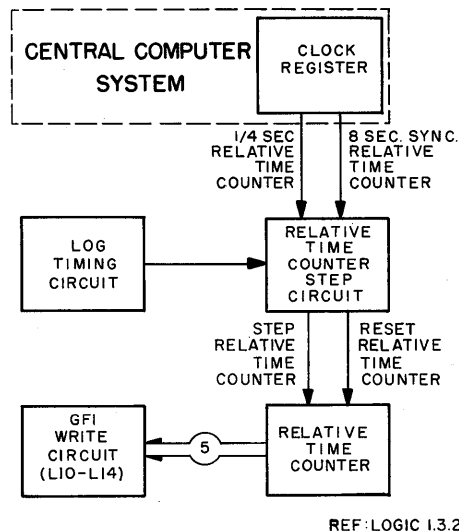 CENTRAL COMPUTER
SYSTEM
CLOCK
REGISTER
1/4 SEC
RELATIVE
TIME
COUNTER
8 SEC. SYNC.
RELATIVE
TIME
COUNTER
LOG
TIMING
CIRCUIT
RELATIVE
TIME
COUNTER
STEP
CIRCUIT
STEP
RELATIVE
TIME
COUNTER
RESET
RELATIVE
TIME
COUNTER
GFI
WRITE
CIRCUIT
(L10-L14)
5
RELATIVE
TIME
COUNTER
REF: LOGIC 1.3.2